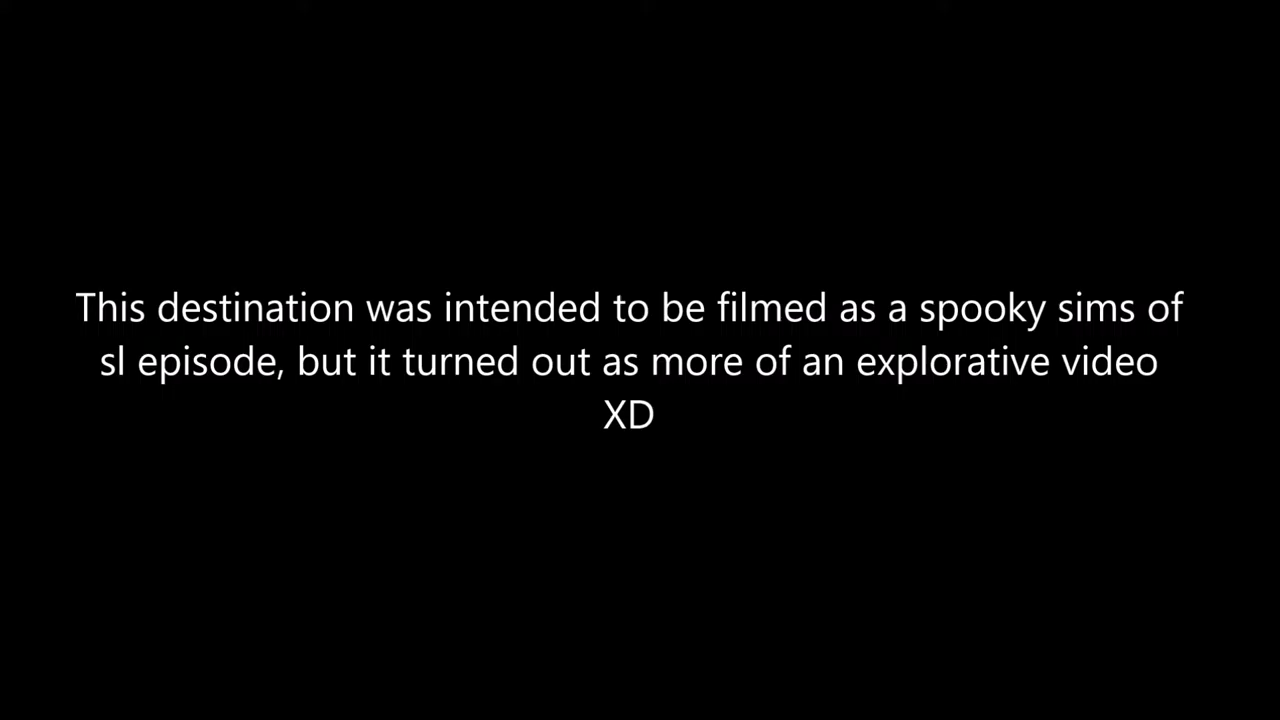 This destination was intended to be filmed as a spooky sims of
sl episode, but it turned out as more of an explorative video
XD